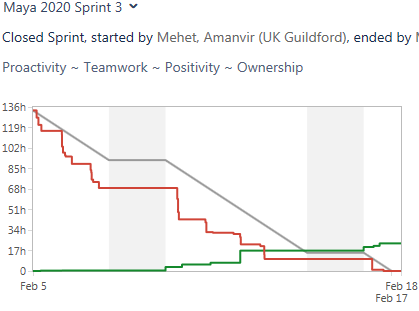 Maya 2020 Sprint 3
Closed Sprint, started by Mehet, Amanvir (UK Guildford), ended by
Proactivity ~ Teamwork ~ Positivity ~ Ownership
136h
119h
102h
85h
68h
51h
34h
17h
0
Feb 5
Feb 18
Feb 17